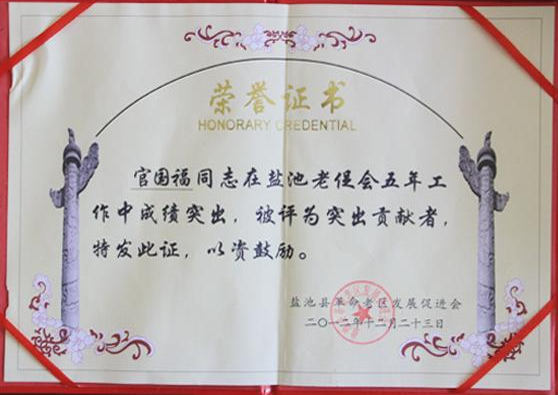 荣誉证书
HONORARY CREDENTIAL
官国福同志在盐池老促会五年工
作中成绩突出，被评为突出贡献者，
特发此证，以资鼓励。
盐池县革命老区发展促进会
二〇一二年十二月二十三日